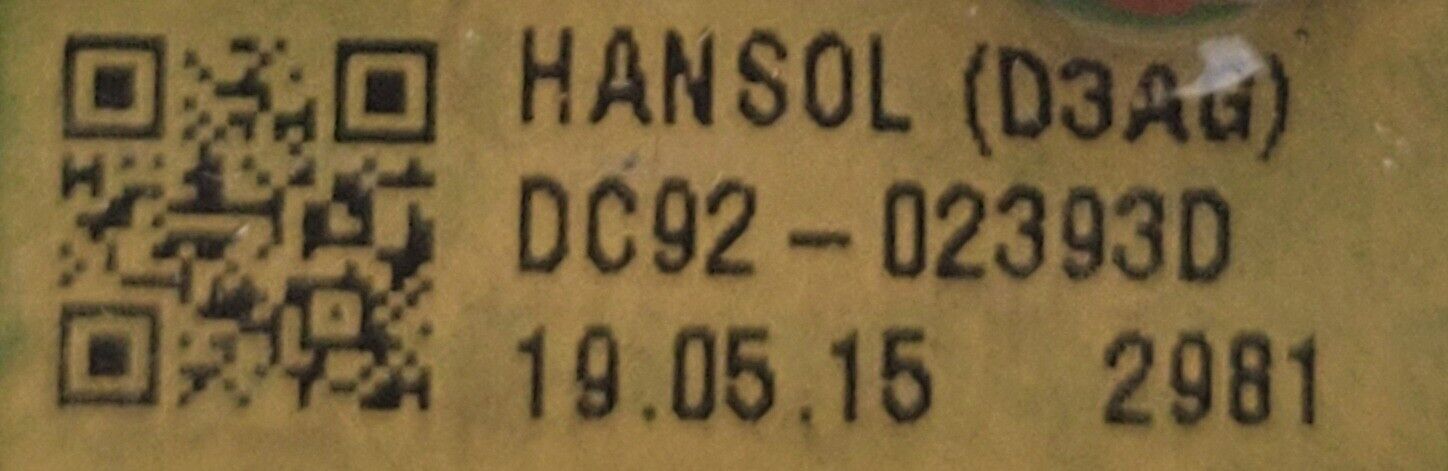 HANSOL (D3AG)
DC92-02393D
19.05.15 2981